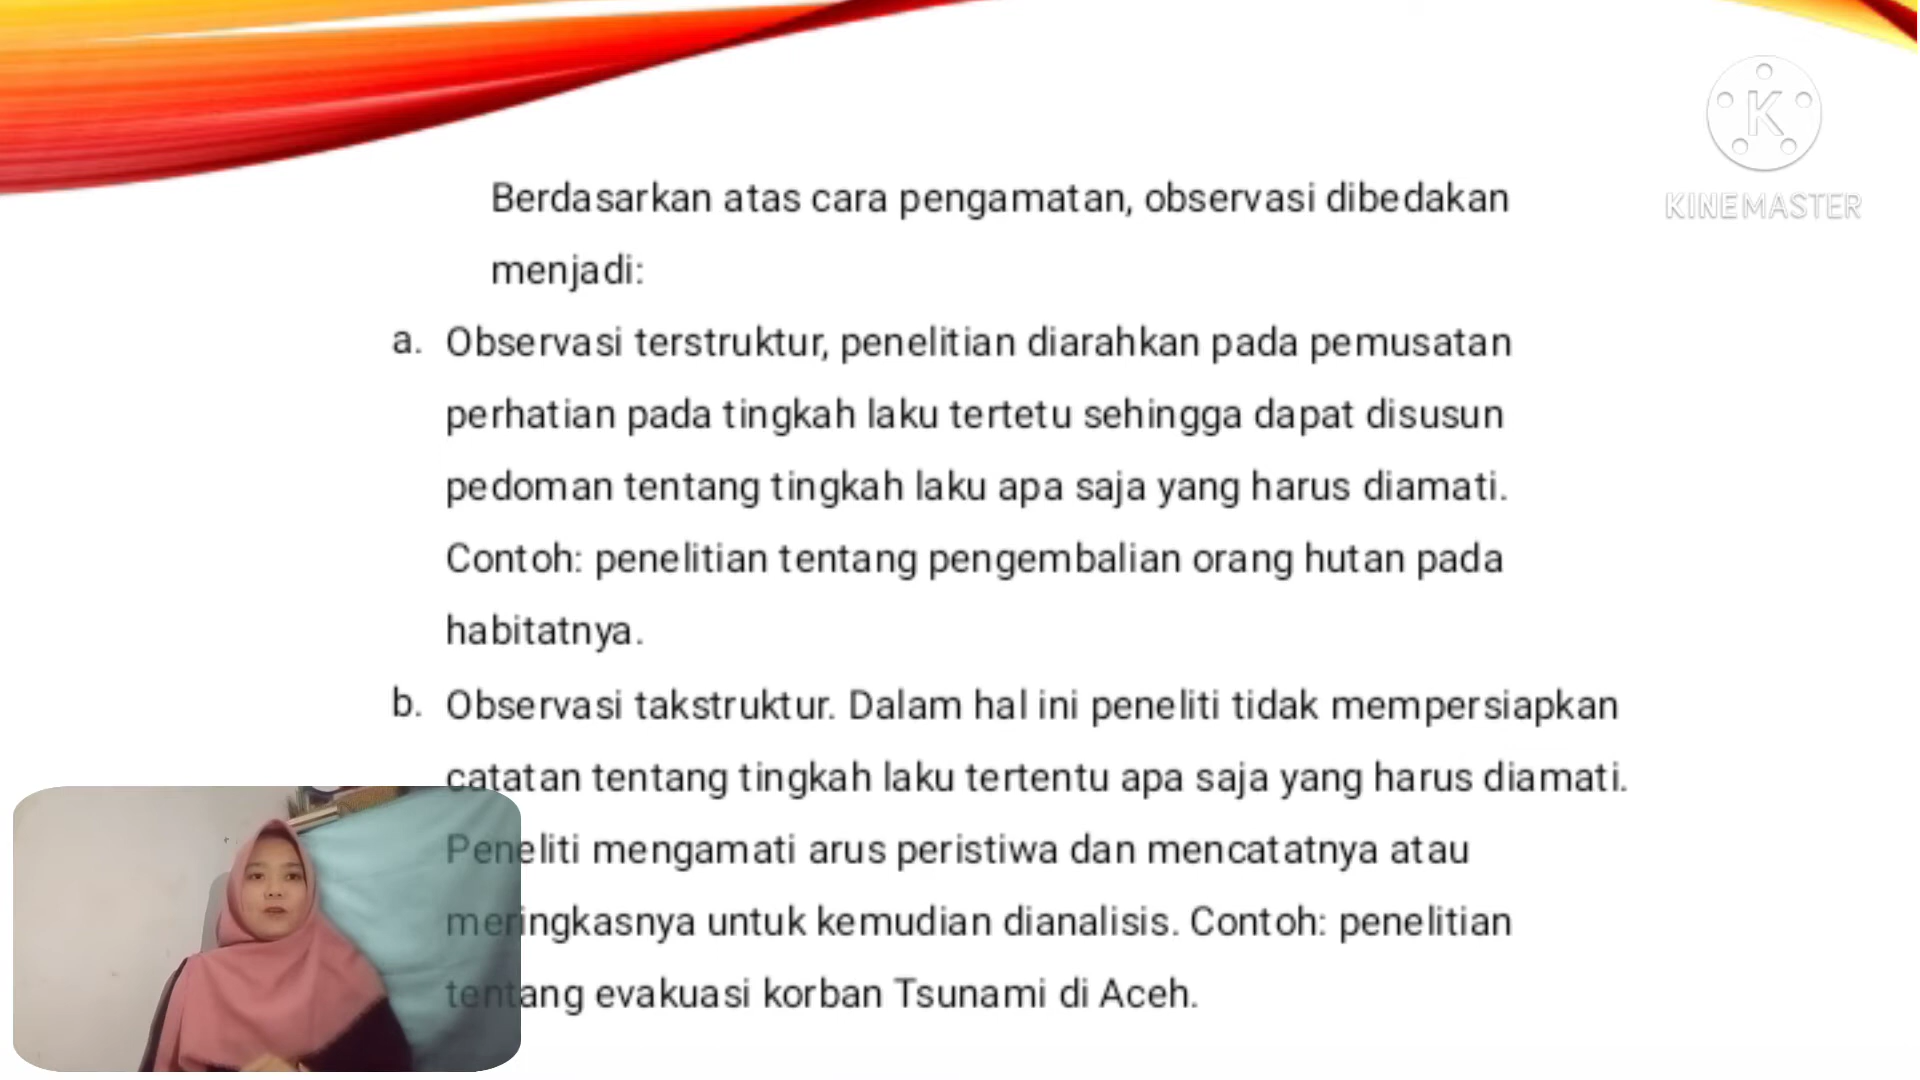 K
KINEMASTER
Berdasarkan atas cara pengamatan, observasi dibedakan
menjadi:
a. Observasi terstruktur, penelitian diarahkan pada pemusatan
perhatian pada tingkah laku tertetu sehingga dapat disusun
pedoman tentang tingkah laku apa saja yang harus diamati.
Contoh: penelitian tentang pengembalian orang hutan pada
habitatnya.
b. Observasi takstruktur. Dalam hal ini peneliti tidak mempersiapkan
catatan tentang tingkah laku tertentu apa saja yang harus diamati.
Peneliti mengamati arus peristiwa dan mencatatnya atau
meringkasnya untuk kemudian dianalisis. Contoh: penelitian
tentang evakuasi korban Tsunami di Aceh.